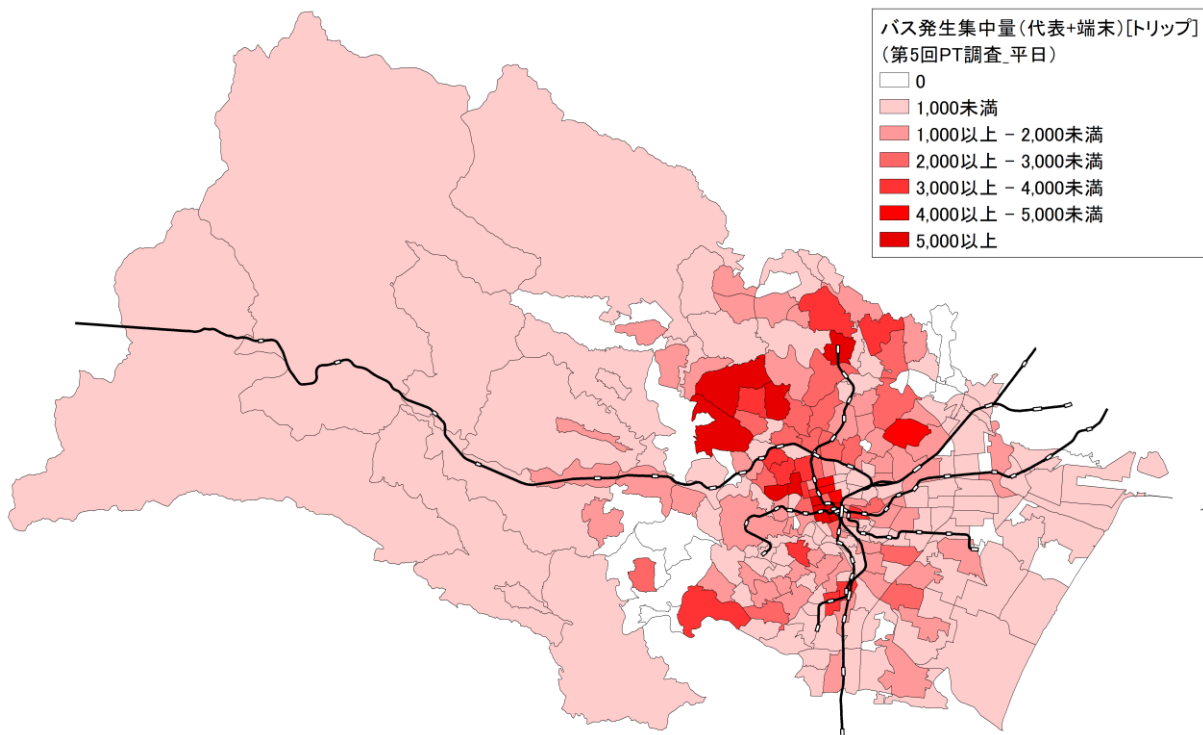 バス発生集中量(代表+端末)[トリップ]
(第5回PT調査_平日)
0
1,000未満
1,000以上 − 2,000未満
2,000以上 − 3,000未満
3,000以上 − 4,000未満
4,000以上 − 5,000未満
5,000以上